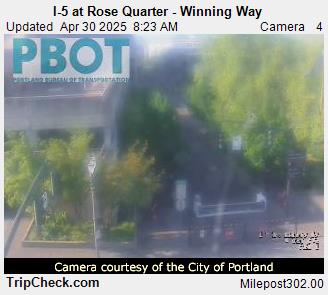 I-5 at Rose Quarter - Winning Way
Updated Apr 30 2025 8:23 AM Camera 4
PBOT
PORTLAND BUREAU OF TRANSPORTATION
Camera courtesy of the City of Portland
TripCheck.com Milepost302.00